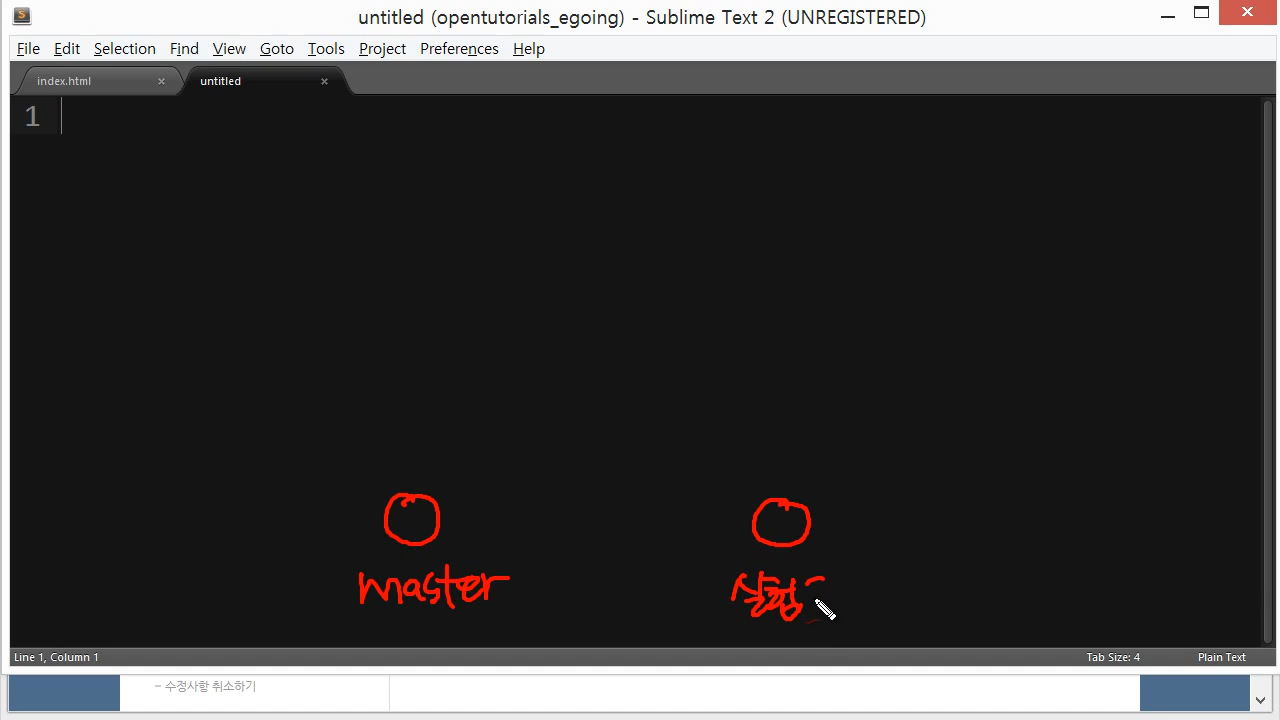 untitled (opentutorials_egoing) - Sublime Text 2 (UNREGISTERED)
File Edit Selection Find View Goto Tools Project Preferences Help
index.html × untitled ×
1
master 실험
Line 1, Column 1 Tab Size: 4 Plain Text
– 수정사항 취소하기